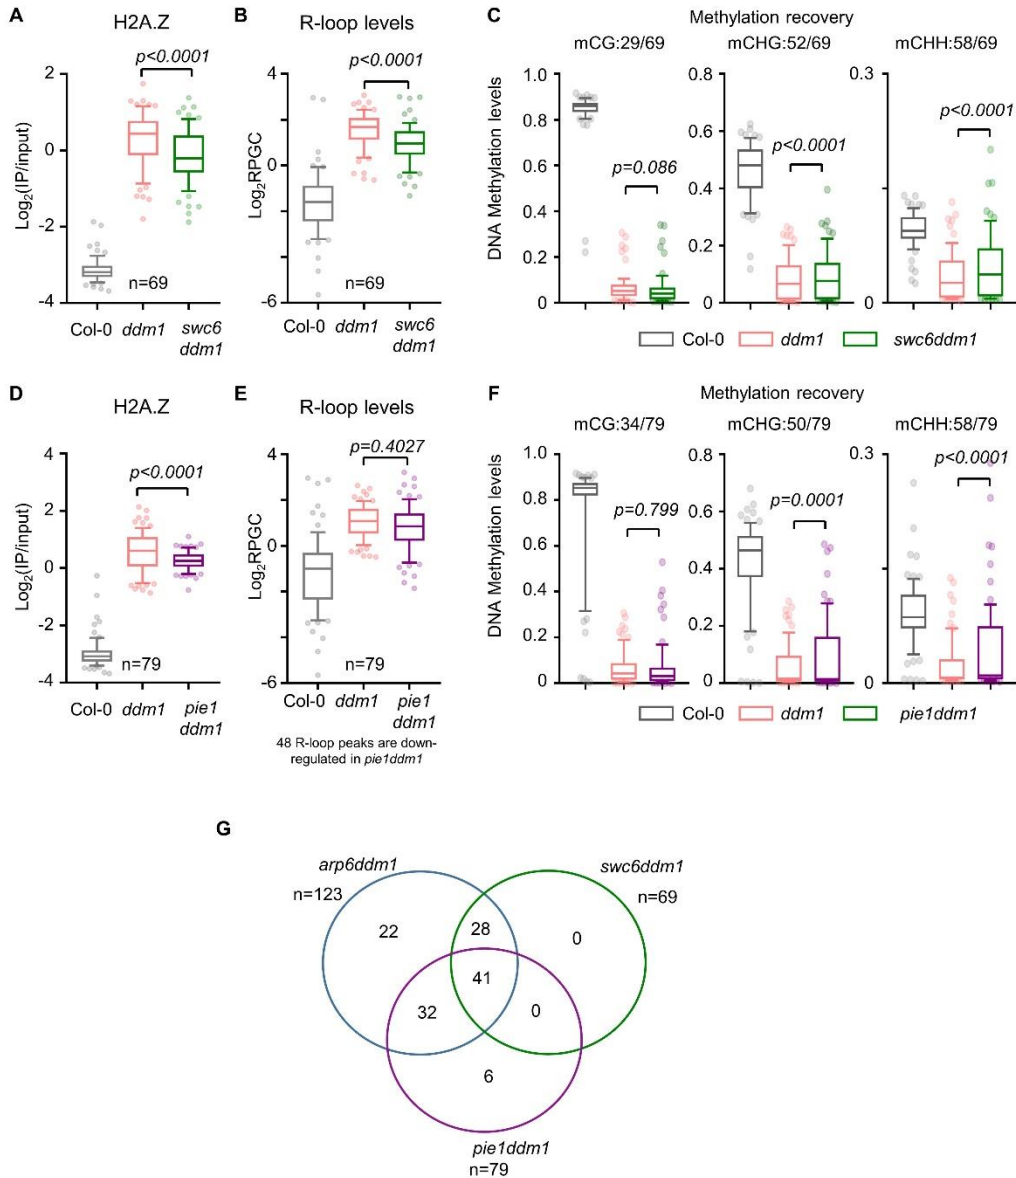 A
H2A.Z
p<0.0001
Log2(IP/input)
4
2
0
-2
-4
n=69
Col-0
ddm1
swc6
ddm1
B
R-loop levels
p<0.0001
Log2RPGC
4
0
-6
n=69
Col-0
ddm1
swc6
ddm1
C
Methylation recovery
mCG:29/69
mCHG:52/69
mCHH:58/69
DNA Methylation levels
1.0
0.8
0.6
0.4
0.2
0
p=0.086
0.8
0.6
0.4
0.2
0
p<0.0001
0.3
0
p<0.0001
Col-0
ddm1
swc6ddm1
D
H2A.Z
p<0.0001
Log2(IP/input)
4
2
0
-2
-4
n=79
Col-0
ddm1
pie1
ddm1
E
R-loop levels
p=0.4027
Log2RPGC
4
0
-6
n=79
Col-0
ddm1
pie1
ddm1
48 R-loop peaks are down-
regulated in pie1ddm1
F
Methylation recovery
mCG:34/79
mCHG:50/79
mCHH:58/79
DNA Methylation levels
1.0
0.8
0.6
0.4
0.2
0
p=0.799
0.8
0.6
0.4
0.2
0
p=0.0001
0.3
0
p<0.0001
Col-0
ddm1
pie1ddm1
G
arp6ddm1
n=123
swc6ddm1
n=69
22
28
0
41
32
0
6
pie1ddm1
n=79